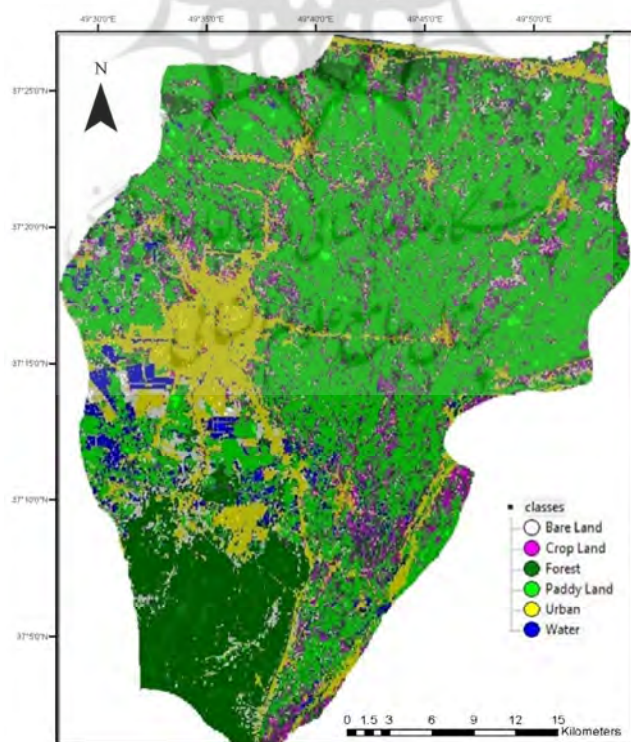 49°30'0"E 49°35'0"E 49°40'0"E 49°45'0"E 49°50'0"E
N
37°25'0"N
37°20'0"N
37°15'0"N
37°10'0"N
37°5'0"N
classes
Bare Land
Crop Land
Forest
Paddy Land
Urban
Water
0 1.5 3 6 9 12 15
Kilometers